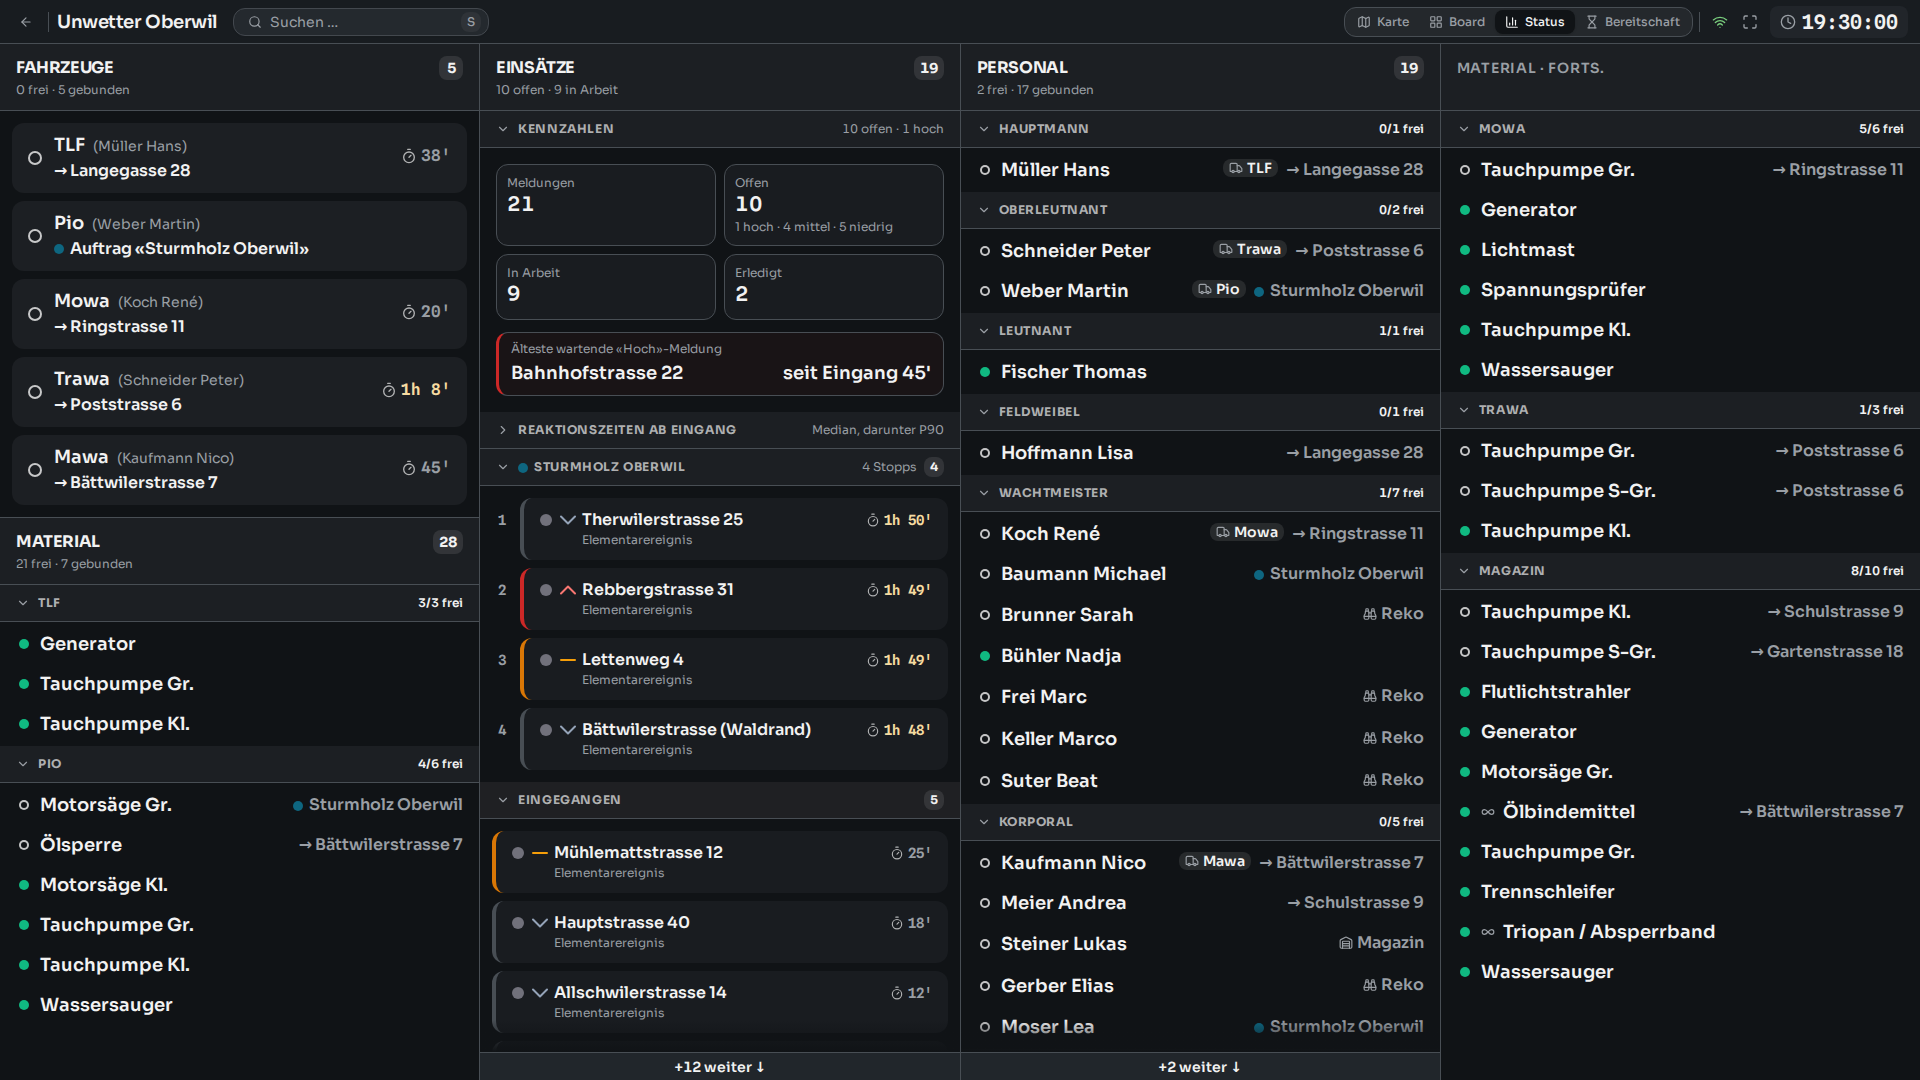 Unwetter Oberwil
Suchen ...
S
Karte
Board
Status
Bereitschaft
19:30:00
FAHRZEUGE
5
0 frei · 5 gebunden
TLF (Müller Hans)
→ Langegasse 28
38'
Pio (Weber Martin)
Auftrag «Sturmholz Oberwil»
Mowa (Koch René)
→ Ringstrasse 11
20'
Trawa (Schneider Peter)
→ Poststrasse 6
1h 8'
Mawa (Kaufmann Nico)
→ Bättwilerstrasse 7
45'
MATERIAL
28
21 frei · 7 gebunden
TLF
3/3 frei
Generator
Tauchpumpe Gr.
Tauchpumpe Kl.
PIO
4/6 frei
Motorsäge Gr.
Sturmholz Oberwil
Ölsperre
→ Bättwilerstrasse 7
Motorsäge Kl.
Tauchpumpe Gr.
Tauchpumpe Kl.
Wassersauger
EINSÄTZE
19
10 offen · 9 in Arbeit
KENNZAHLEN
10 offen · 1 hoch
Meldungen
21
Offen
10
1 hoch · 4 mittel · 5 niedrig
In Arbeit
9
Erledigt
2
Älteste wartende «Hoch»-Meldung
Bahnhofstrasse 22
seit Eingang 45'
REAKTIONSZEITEN AB EINGANG
Median, darunter P90
STURMHOLZ OBERWIL
4 Stopps
4
1
Therwilerstrasse 25
1h 50'
Elementarereignis
2
Rebbergstrasse 31
1h 49'
Elementarereignis
3
Lettenweg 4
1h 49'
Elementarereignis
4
Bättwilerstrasse (Waldrand)
1h 48'
Elementarereignis
EINGEGANGEN
5
Mühlemattstrasse 12
25'
Elementarereignis
Hauptstrasse 40
18'
Elementarereignis
Allschwilerstrasse 14
12'
Elementarereignis
+12 weiter ↓
PERSONAL
19
2 frei · 17 gebunden
HAUPTMANN
0/1 frei
Müller Hans
TLF
→ Langegasse 28
OBERLEUTNANT
0/2 frei
Schneider Peter
Trawa
→ Poststrasse 6
Weber Martin
Pio
Sturmholz Oberwil
LEUTNANT
1/1 frei
Fischer Thomas
FELDWEIBEL
0/1 frei
Hoffmann Lisa
→ Langegasse 28
WACHTMEISTER
1/7 frei
Koch René
Mowa
→ Ringstrasse 11
Baumann Michael
Sturmholz Oberwil
Brunner Sarah
Reko
Bühler Nadja
Frei Marc
Reko
Keller Marco
Reko
Suter Beat
Reko
KORPORAL
0/5 frei
Kaufmann Nico
Mawa
→ Bättwilerstrasse 7
Meier Andrea
→ Schulstrasse 9
Steiner Lukas
Magazin
Gerber Elias
Reko
Moser Lea
Sturmholz Oberwil
+2 weiter ↓
MATERIAL · FORTS.
MOWA
5/6 frei
Tauchpumpe Gr.
→ Ringstrasse 11
Generator
Lichtmast
Spannungsprüfer
Tauchpumpe Kl.
Wassersauger
TRAWA
1/3 frei
Tauchpumpe Gr.
→ Poststrasse 6
Tauchpumpe S-Gr.
→ Poststrasse 6
Tauchpumpe Kl.
MAGAZIN
8/10 frei
Tauchpumpe Kl.
→ Schulstrasse 9
Tauchpumpe S-Gr.
→ Gartenstrasse 18
Flutlichtstrahler
Generator
Motorsäge Gr.
∞ Ölbindemittel
→ Bättwilerstrasse 7
Tauchpumpe Gr.
Trennschleifer
∞ Triopan / Absperrband
Wassersauger